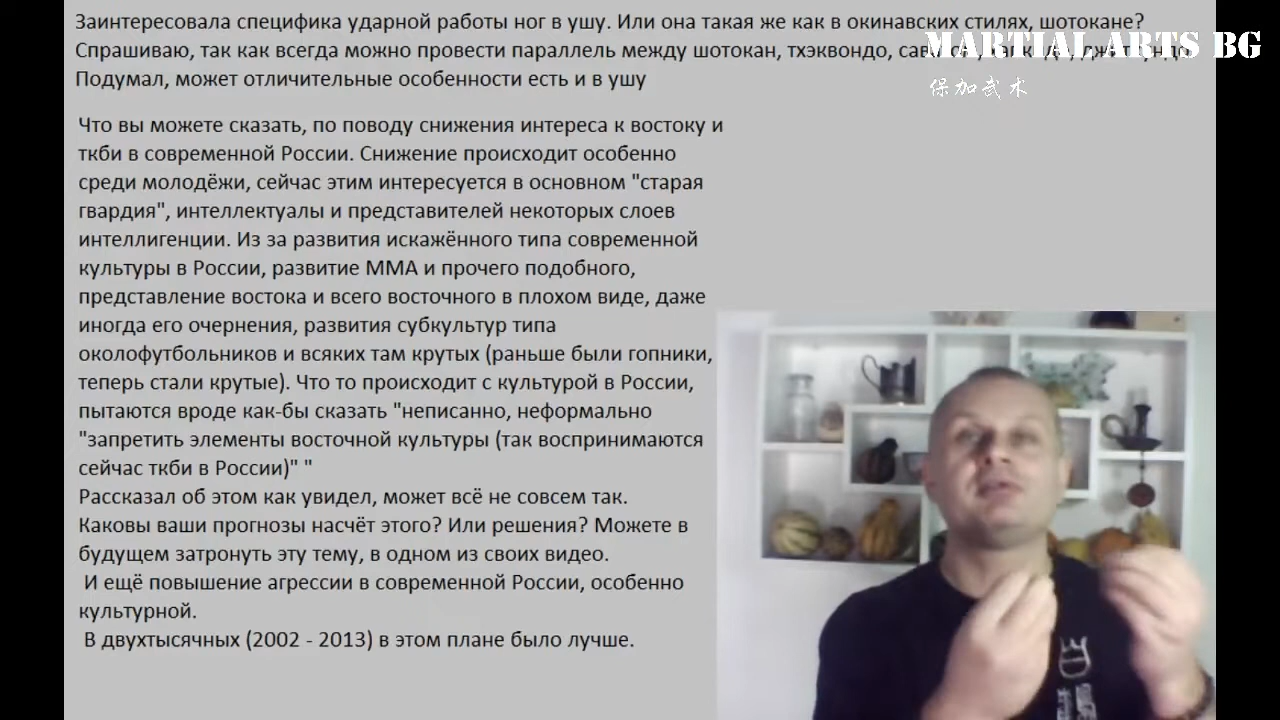 Заинтересовала специфика ударной работы ног в ушу. Или она такая же как в окинавских стилях, шотокане?
Спрашиваю, так как всегда можно провести параллель между шотокан, тхэквондо,
MARTIAL ARTS BG
Подумал, может отличительные особенности есть и в ушу
保加武术
Что вы можете сказать, по поводу снижения интереса к востоку и
ткби в современной России. Снижение происходит особенно
среди молодёжи, сейчас этим интересуется в основном "старая
гвардия", интеллектуалы и представителей некоторых слоев
интеллигенции. Из за развития искажённого типа современной
культуры в России, развитие ММА и прочего подобного,
представление востока и всего восточного в плохом виде, даже
иногда его очернения, развития субкультур типа
околофутбольников и всяких там крутых (раньше были гопники,
теперь стали крутые). Что то происходит с культурой в России,
пытаются вроде как-бы сказать "неписанно, неформально
"запретить элементы восточной культуры (так воспринимаются
сейчас ткби в России)" "
Рассказал об этом как увидел, может всё не совсем так.
Каковы ваши прогнозы насчёт этого? Или решения? Можете в
будущем затронуть эту тему, в одном из своих видео.
И ещё повышение агрессии в современной России, особенно
культурной.
В двухтысячных (2002 - 2013) в этом плане было лучше.